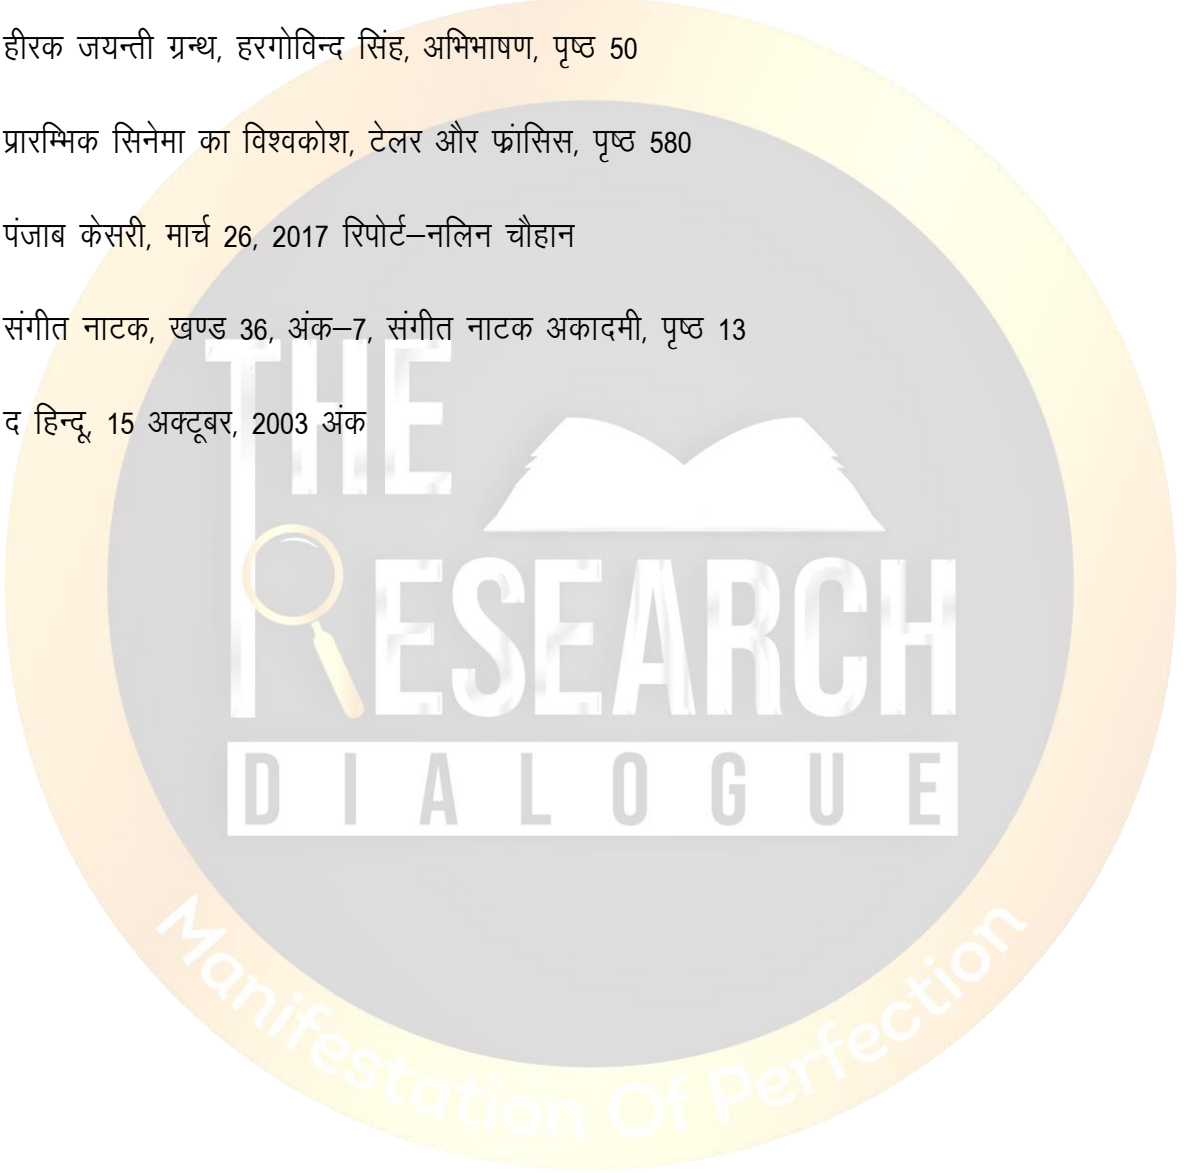 हीरक जयन्ती ग्रन्थ, हरगोविन्द सिंह, अभिभाषण, पृष्ठ 50
प्रारम्भिक सिनेमा का विश्वकोश, टेलर और फ्रांसिस, पृष्ठ 580
पंजाब केसरी, मार्च 26, 2017 रिपोर्ट–नलिन चौहान
संगीत नाटक, खण्ड 36, अंक–7, संगीत नाटक अकादमी, पृष्ठ 13
द हिन्दू, 15 अक्टूबर, 2003 अंक
THE
RESEARCH
DIALOGUE
Manifestation Of Perfection